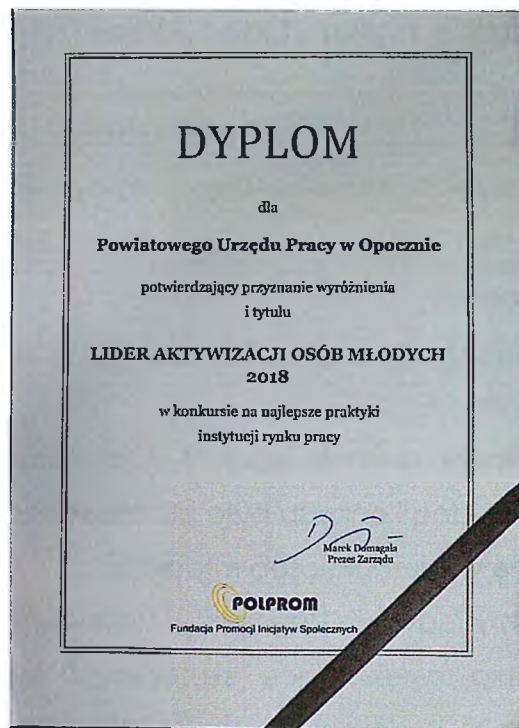 DYPLOM
dla
Powiatowego Urzędu Pracy w Opocznie
potwierdzający przyznanie wyróżnienia
i tytułu
LIDER AKTYWIZACJI OSÓB MŁODYCH
2018
w konkursie na najlepsze praktyki
instytucji rynku pracy
Marek Domagała
Prezes Zarządu
POLPROM
Fundacja Promocji Inicjatyw Społecznych